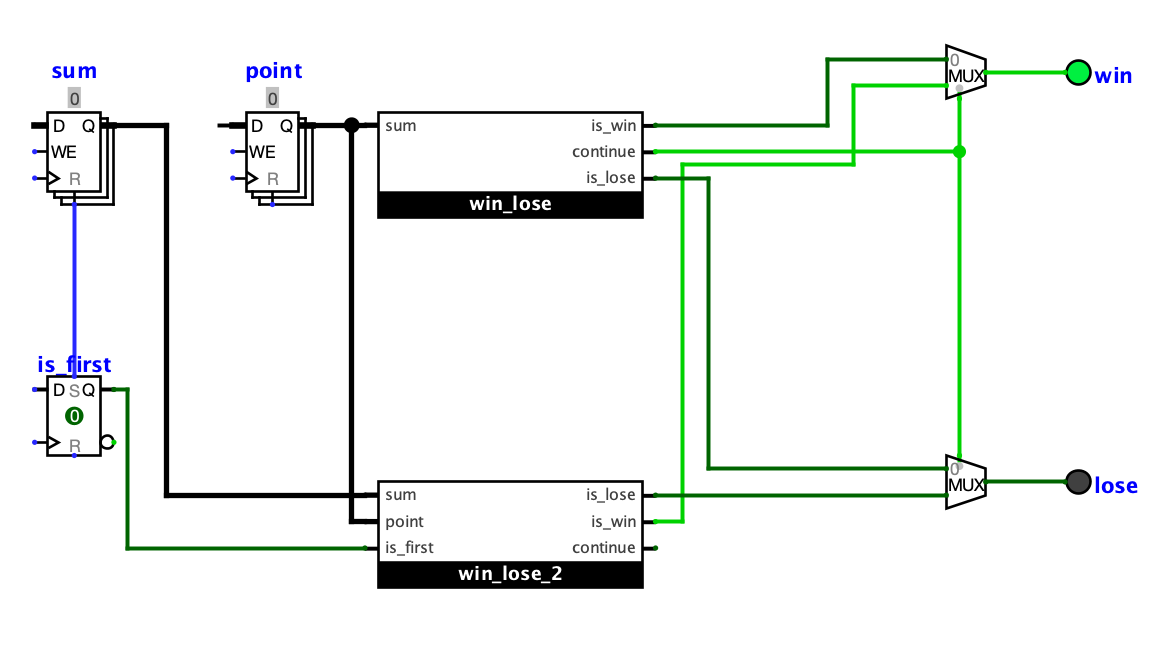 sum
0
D Q
WE
R
point
0
D Q
WE
R
sum
is_win
continue
is_lose
win_lose
0
MUX
win
is_first
D S Q
0
R
sum
point
is_first
is_lose
is_win
continue
win_lose_2
0
MUX
lose